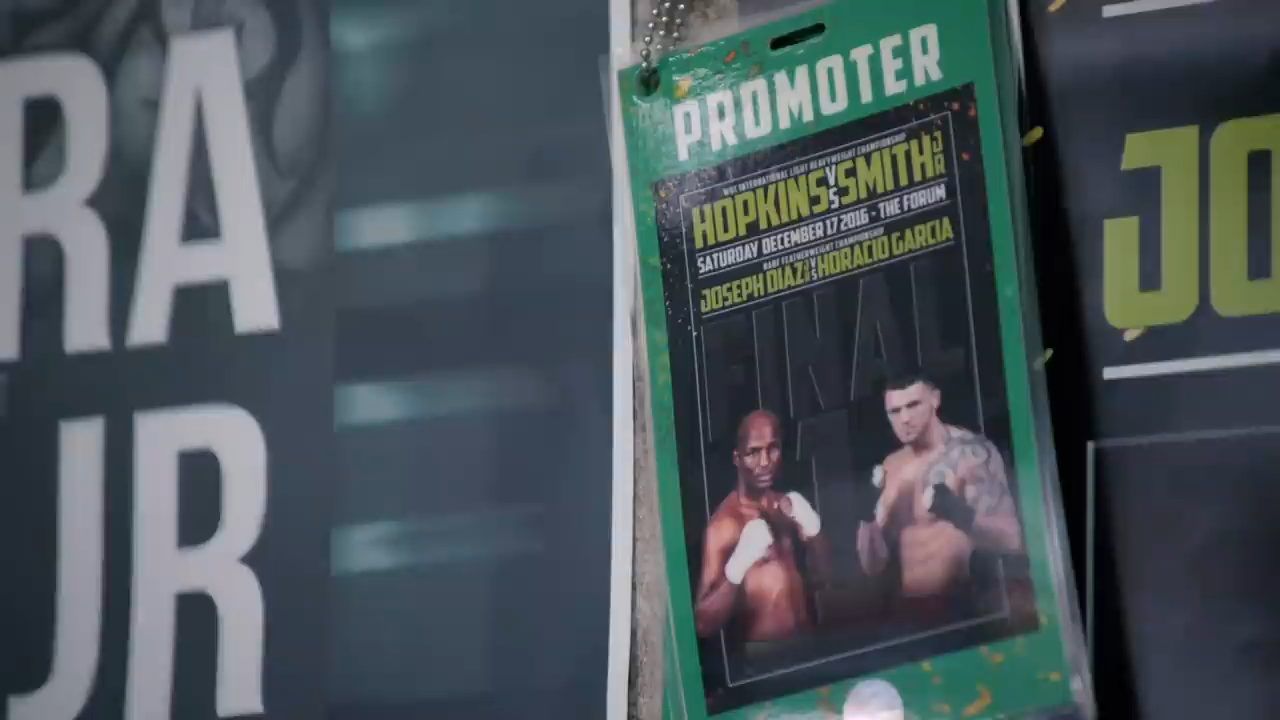 RA
JR
PROMOTER
WBC INTERNATIONAL LIGHT HEAVYWEIGHT CHAMPIONSHIP
HOPKINS VS SMITH JR
SATURDAY DECEMBER 17 2016 - THE FORUM
NABF FEATHERWEIGHT CHAMPIONSHIP
JOSEPH DIAZ JR VS HORACIO GARCIA
FINAL
JO